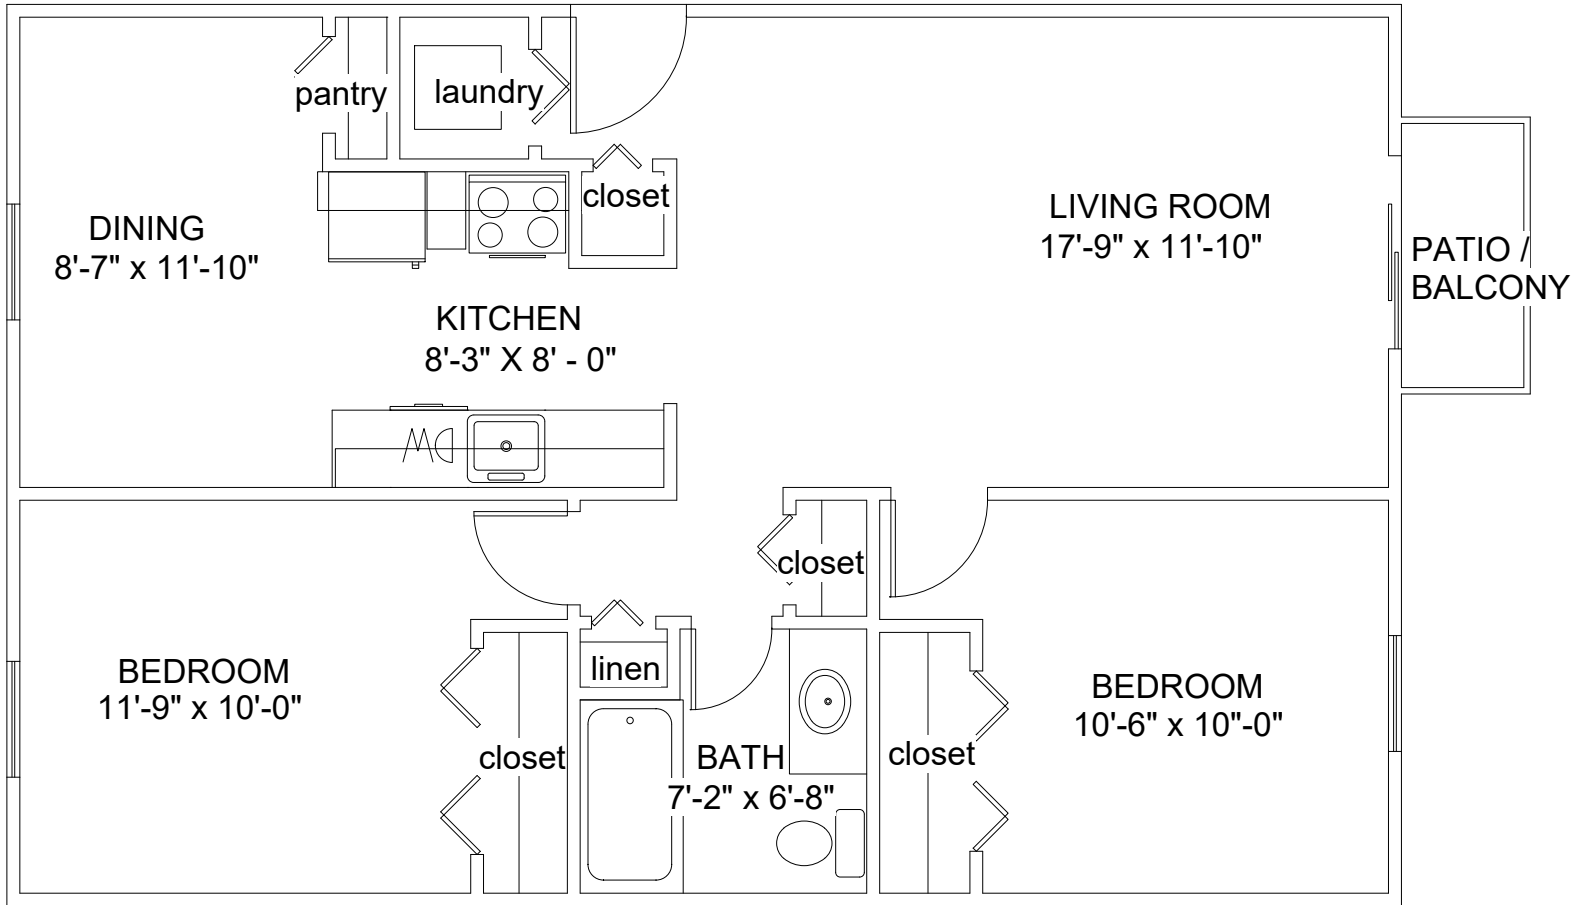 pantry
laundry
closet
DINING
8'-7" x 11'-10"
LIVING ROOM
17'-9" x 11'-10"
PATIO /
BALCONY
KITCHEN
8'-3" X 8' - 0"
closet
BEDROOM
11'-9" x 10'-0"
linen
BEDROOM
10'-6" x 10"-0"
closet
BATH
7'-2" x 6'-8"
closet